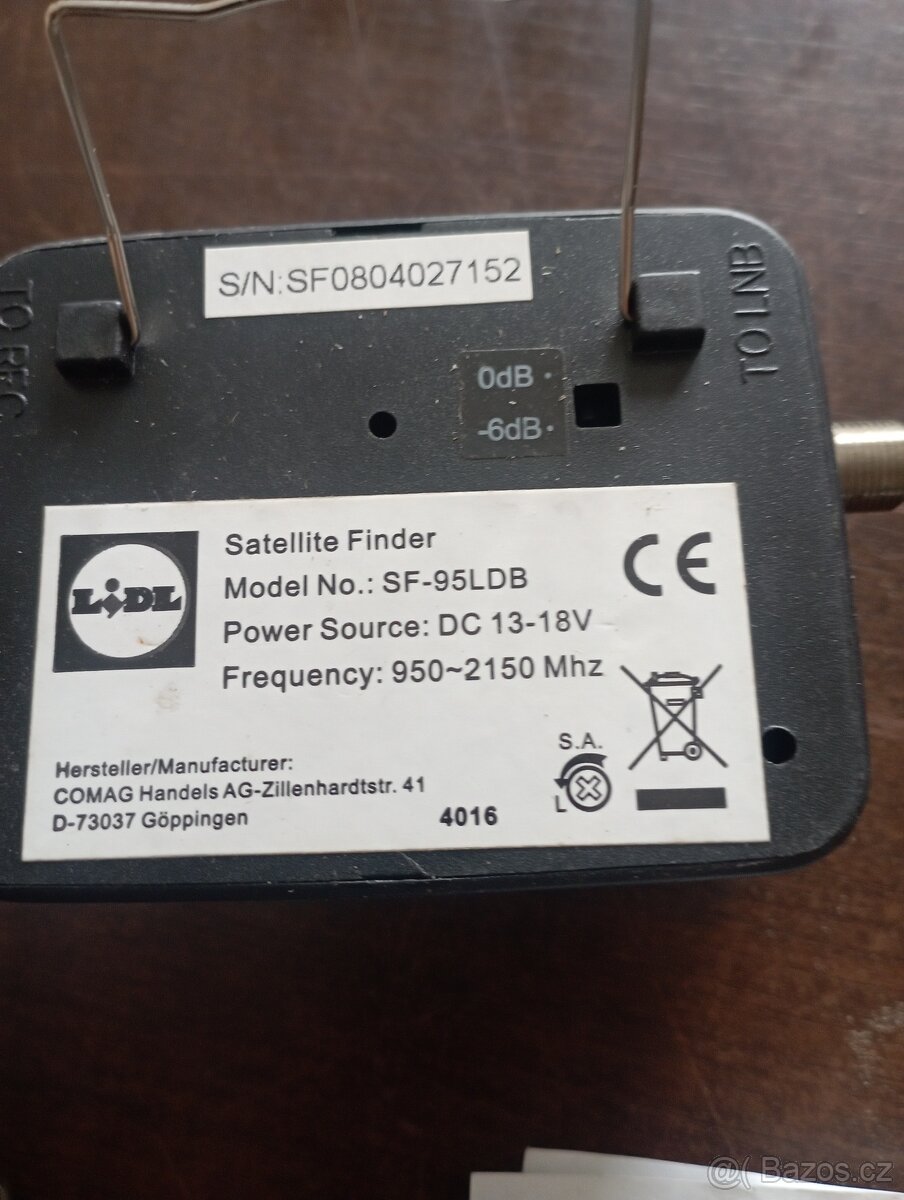 S/N:SF0804027152
TO REC
TO LNB
0dB
-6dB
LIDL
Satellite Finder
Model No.: SF-95LDB
Power Source: DC 13-18V
Frequency: 950~2150 Mhz
CE
S.A.
L
Hersteller/Manufacturer:
COMAG Handels AG-Zillenhardtstr. 41
D-73037 Göppingen
4016
@( Bazos.cz